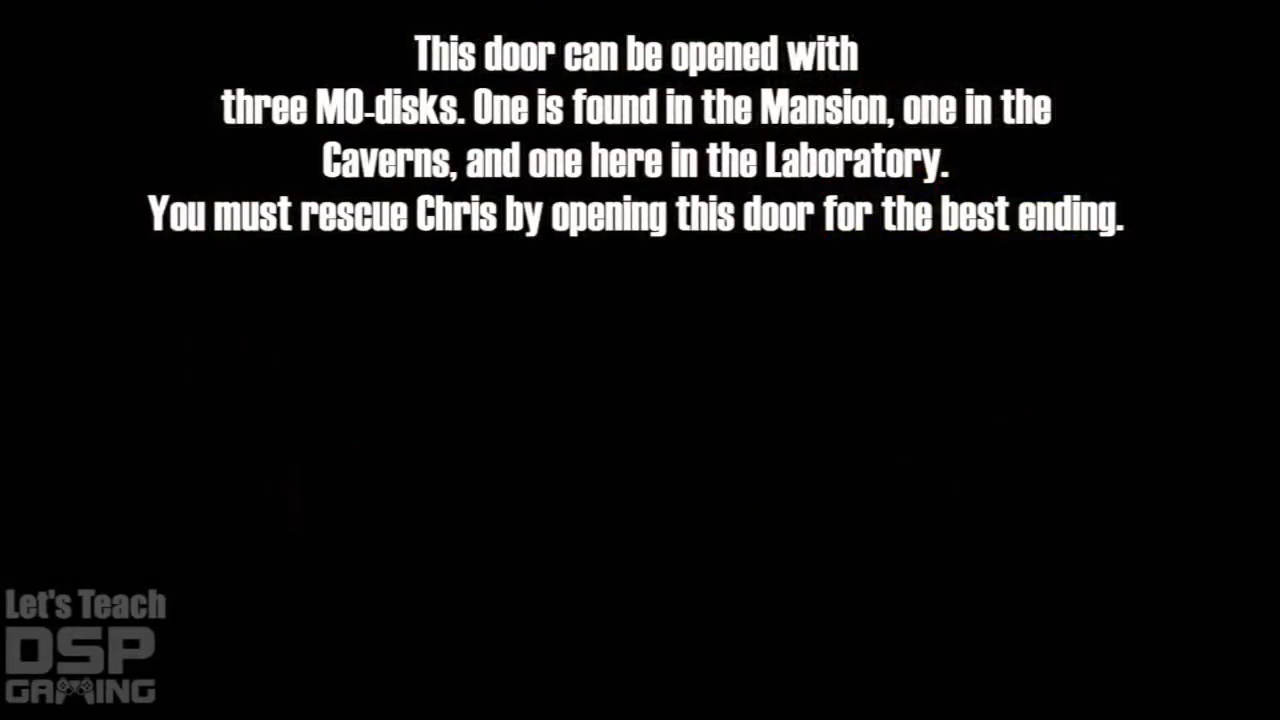 This door can be opened with
three MO-disks. One is found in the Mansion, one in the
Caverns, and one here in the Laboratory.
You must rescue Chris by opening this door for the best ending.
Let's Teach
DSP
GAMING